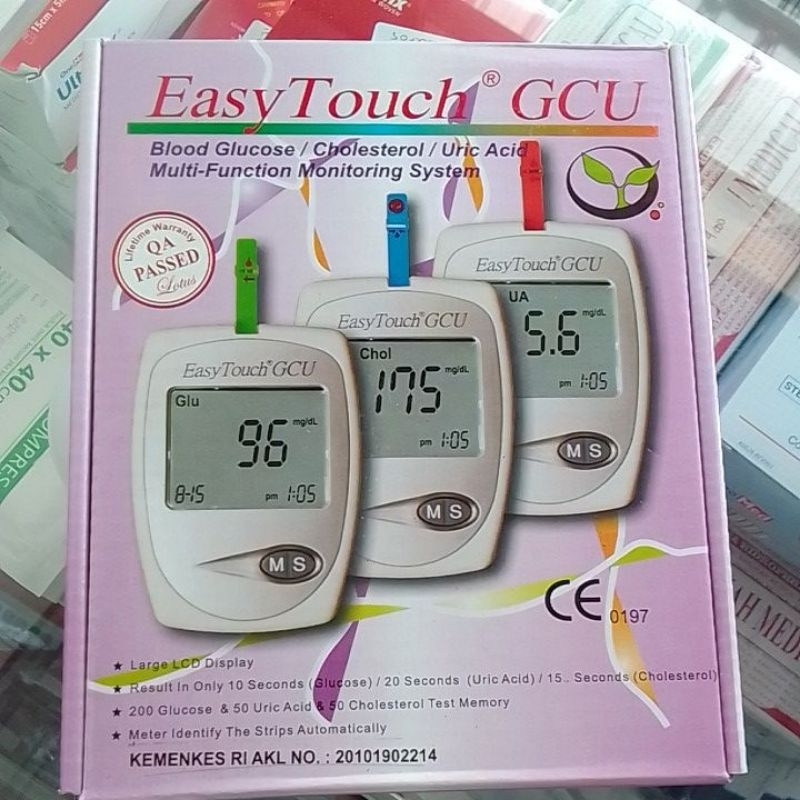 EasyTouch® GCU
Blood Glucose / Cholesterol / Uric Acid
Multi-Function Monitoring System
Lifetime Warranty
QA
PASSED
Lotus
EasyTouch® GCU
UA
5.6 mg/dL
pm 1:05
M S
EasyTouch® GCU
Chol
175 mg/dL
pm 1:05
M S
EasyTouch® GCU
Glu
96 mg/dL
8-15 pm 1:05
M S
CE 0197
★ Large LCD Display
★ Result In Only 10 Seconds (Glucose) / 20 Seconds (Uric Acid) / 15.. Seconds (Cholesterol)
★ 200 Glucose & 50 Uric Acid & 50 Cholesterol Test Memory
★ Meter Identify The Strips Automatically
KEMENKES RI AKL NO. : 20101902214